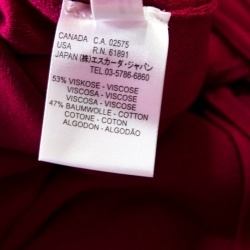 CANADA C.A. 02575
USA R.N. 61891
JAPAN (株)エスカーダ・ジャパン
TEL.03-5786-6860
53% VISKOSE - VISCOSE
VISCOSA - VISCOSE
VISCOSA - VISCOSE
47% BAUMWOLLE - COTTON
COTONE - COTON
ALGODON - ALGODÃO